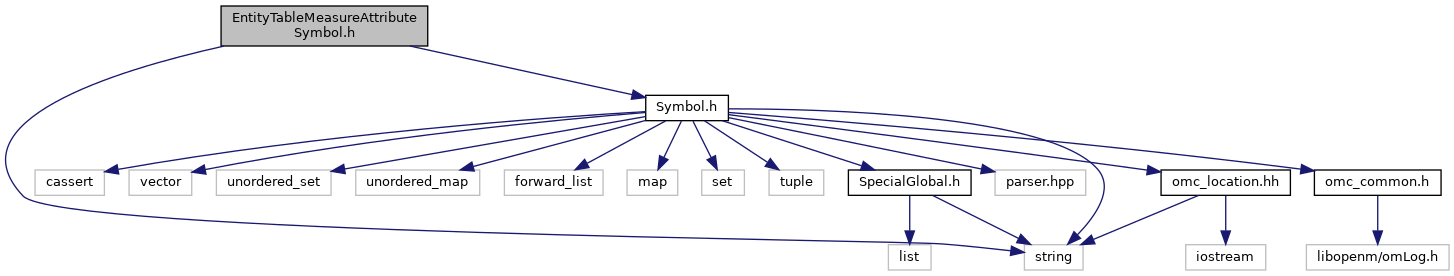 EntityTableMeasureAttribute
Symbol.h
Symbol.h
cassert
vector
unordered_set
unordered_map
forward_list
map
set
tuple
SpecialGlobal.h
parser.hpp
omc_location.hh
omc_common.h
list
string
iostream
libopenm/omLog.h